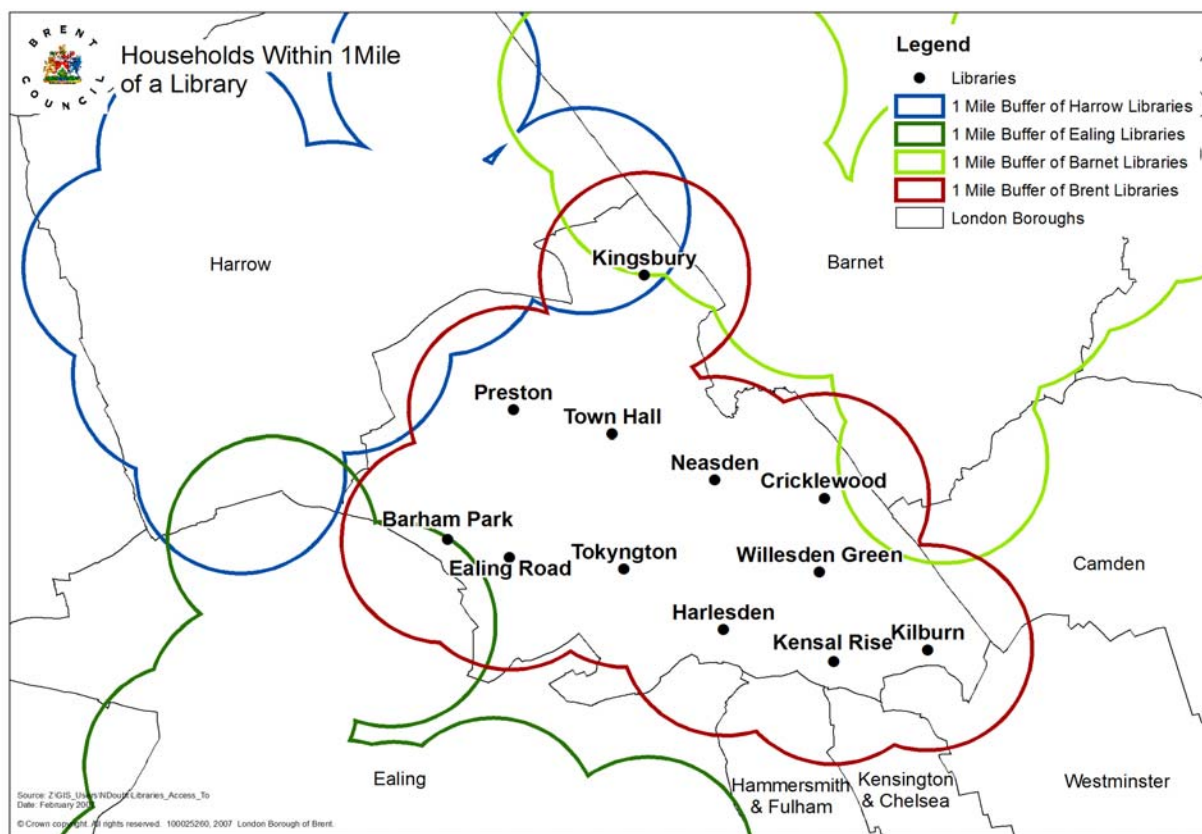 BRENT
COUNCIL
Households Within 1Mile
of a Library
Legend
Libraries
1 Mile Buffer of Harrow Libraries
1 Mile Buffer of Ealing Libraries
1 Mile Buffer of Barnet Libraries
1 Mile Buffer of Brent Libraries
London Boroughs
Harrow
Kingsbury
Barnet
Preston
Town Hall
Neasden
Cricklewood
Barham Park
Ealing Road
Tokyngton
Willesden Green
Camden
Harlesden
Kensal Rise
Kilburn
Ealing
Hammersmith
& Fulham
Kensington
& Chelsea
Westminster
Date: February
© Crown copyright. All rights reserved. 100025260, 2007 London Borough of Brent.